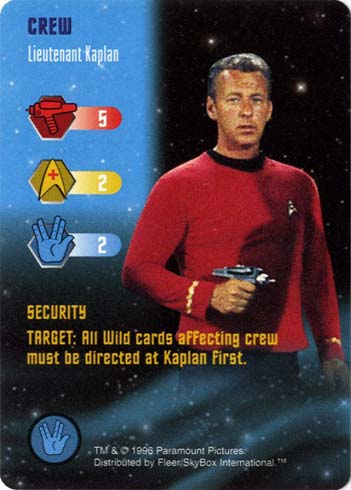 CREW
Lieutenant Kaplan
5
2
2
SECURITY
TARGET: All Wild cards affecting crew
must be directed at Kaplan first.
TM & © 1996 Paramount Pictures.
Distributed by Fleer/SkyBox International.™